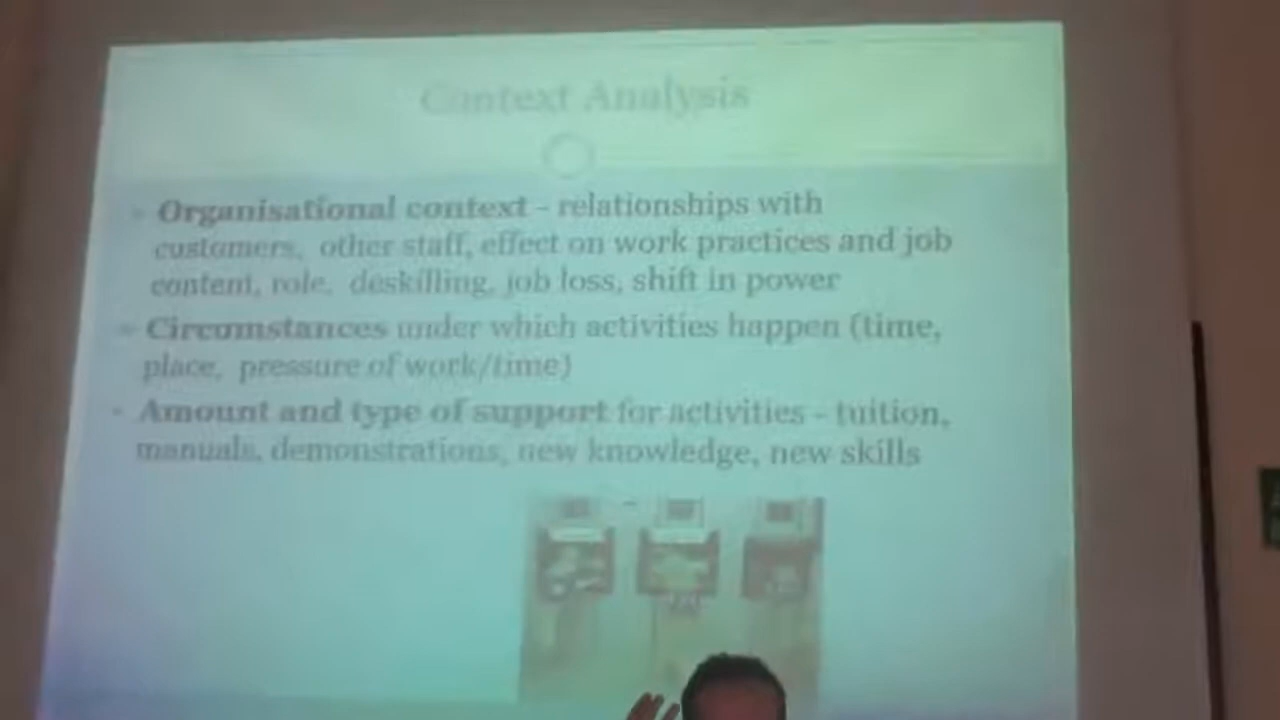 Context Analysis
Organisational context - relationships with
customers, other staff, effect on work practices and job
content, role, deskilling, job loss, shift in power
Circumstances under which activities happen (time,
place, pressure of work/time)
Amount and type of support for activities - tuition,
manuals, demonstrations, new knowledge, new skills